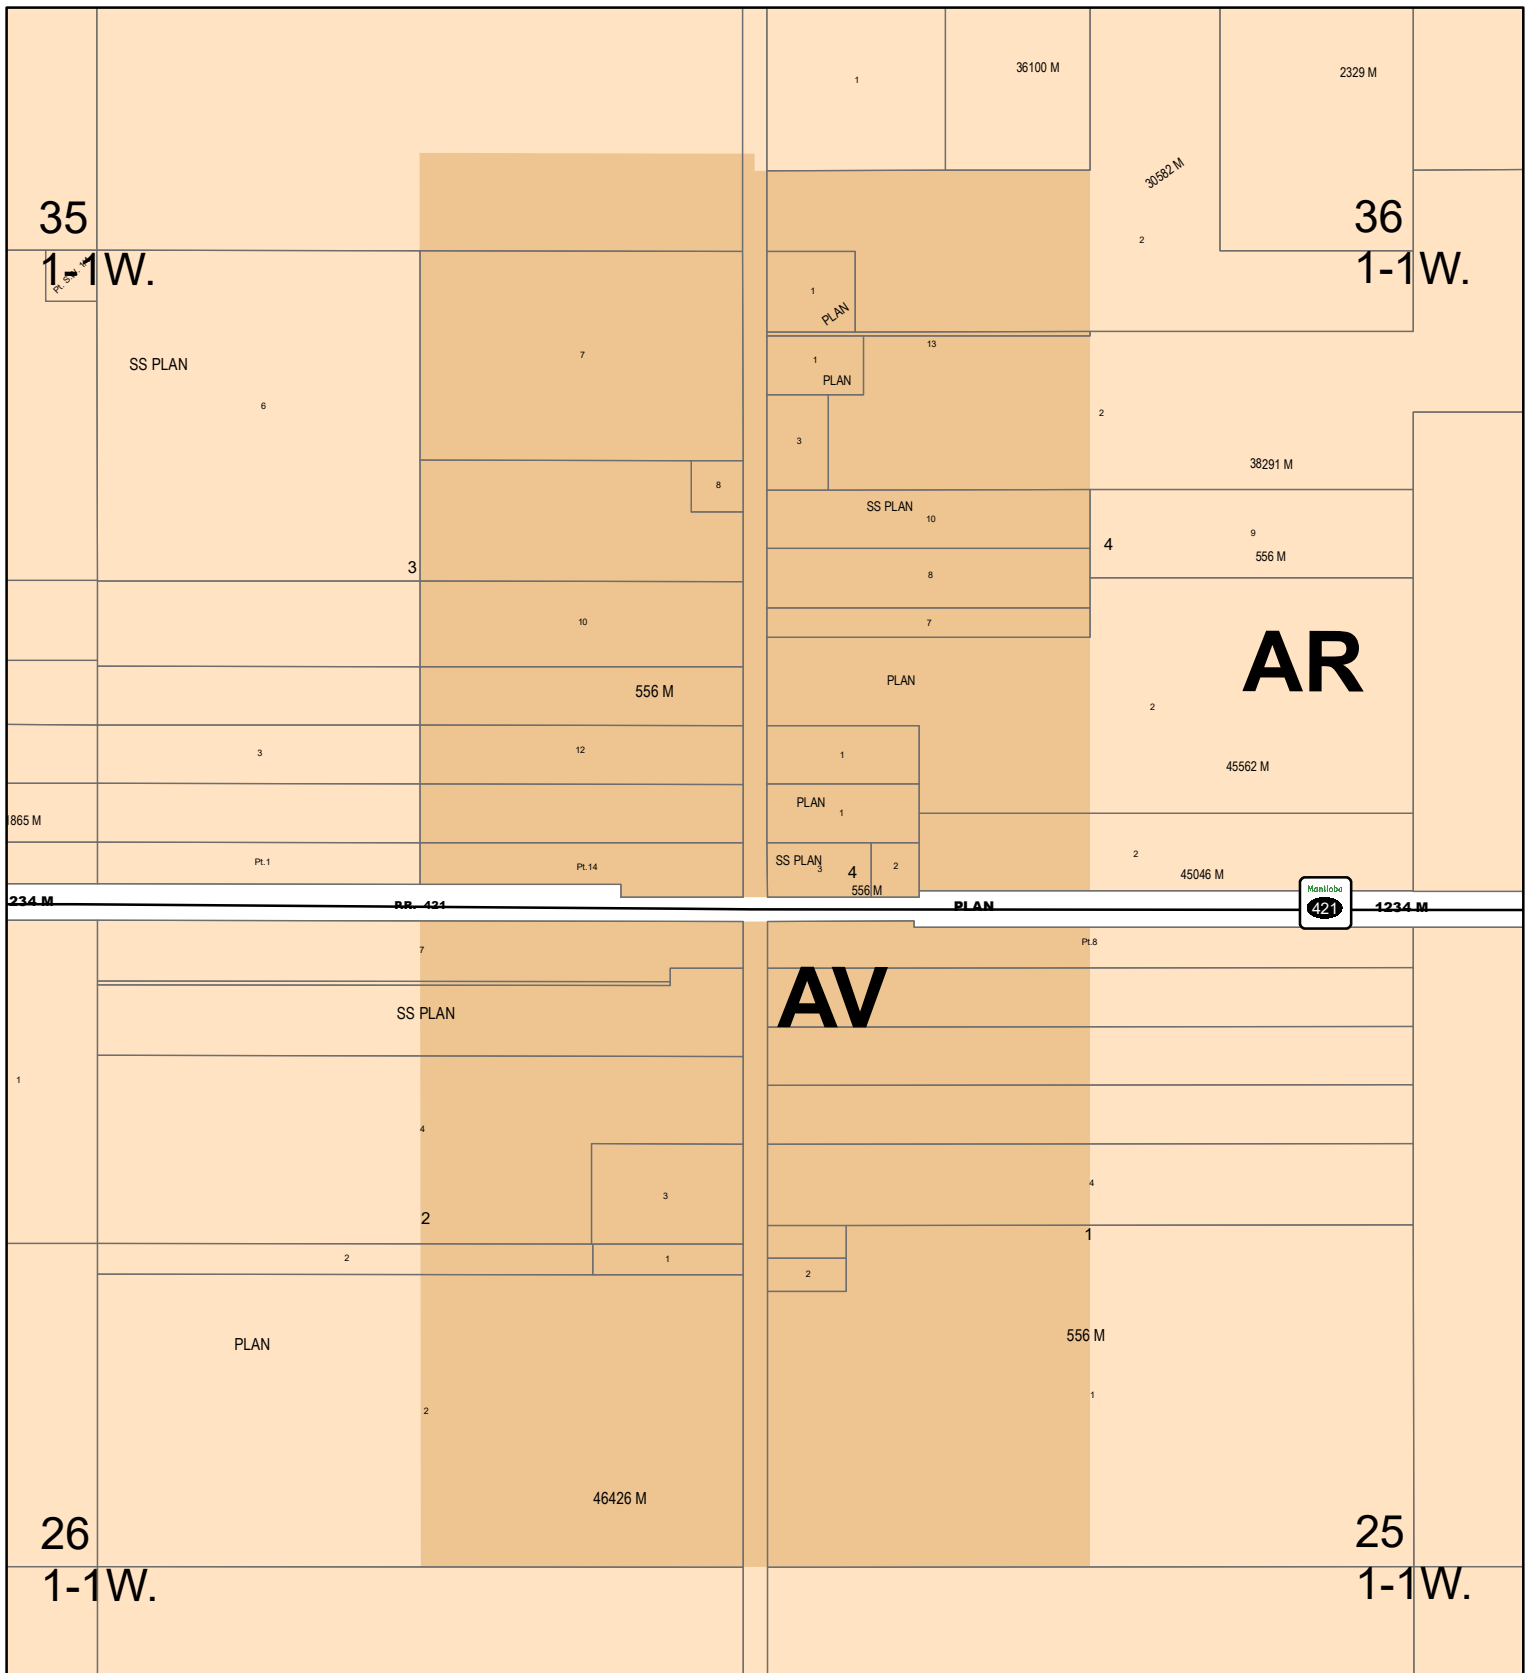 1
36100 M
2329 M
30582 M
35
36
1-1W.
2
1-1W.
1
PLAN
13
1
PLAN
SS PLAN
7
6
2
3
38291 M
8
SS PLAN
10
9
4
556 M
3
8
10
7
AR
PLAN
556 M
2
3
12
1
45562 M
PLAN
1
865 M
Pt.1
Pt.14
SS PLAN
3
4
2
556 M
2
45046 M
234 M
P.R. 421
PLAN
Manitoba
421
1234 M
7
Pt.8
AV
SS PLAN
1
4
4
3
2
1
2
1
2
PLAN
556 M
1
2
46426 M
26
25
1-1W.
1-1W.